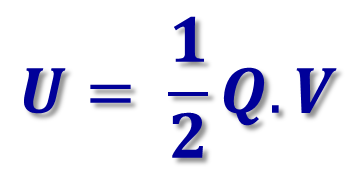 U = 1/2 Q.V